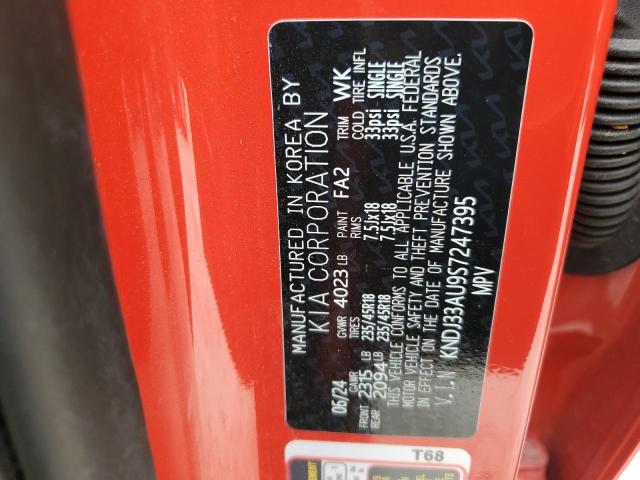 MANUFACTURED IN KOREA BY
KIA CORPORATION
06/24 GVWR 4023 LB PAINT FA2 TRIM WK
GAWR TIRES RIMS COLD TIRE INFL
FRONT 2315 LB 235/45R18 7.5Jx18 33psi SINGLE
REAR 2094 LB 235/45R18 7.5Jx18 33psi SINGLE
THIS VEHICLE CONFORMS TO ALL APPLICABLE U.S.A. FEDERAL
MOTOR VEHICLE SAFETY AND THEFT PREVENTION STANDARDS
IN EFFECT ON THE DATE OF MANUFACTURE SHOWN ABOVE.
V.I.N KNDJ33AU9S7247395
MPV
T68